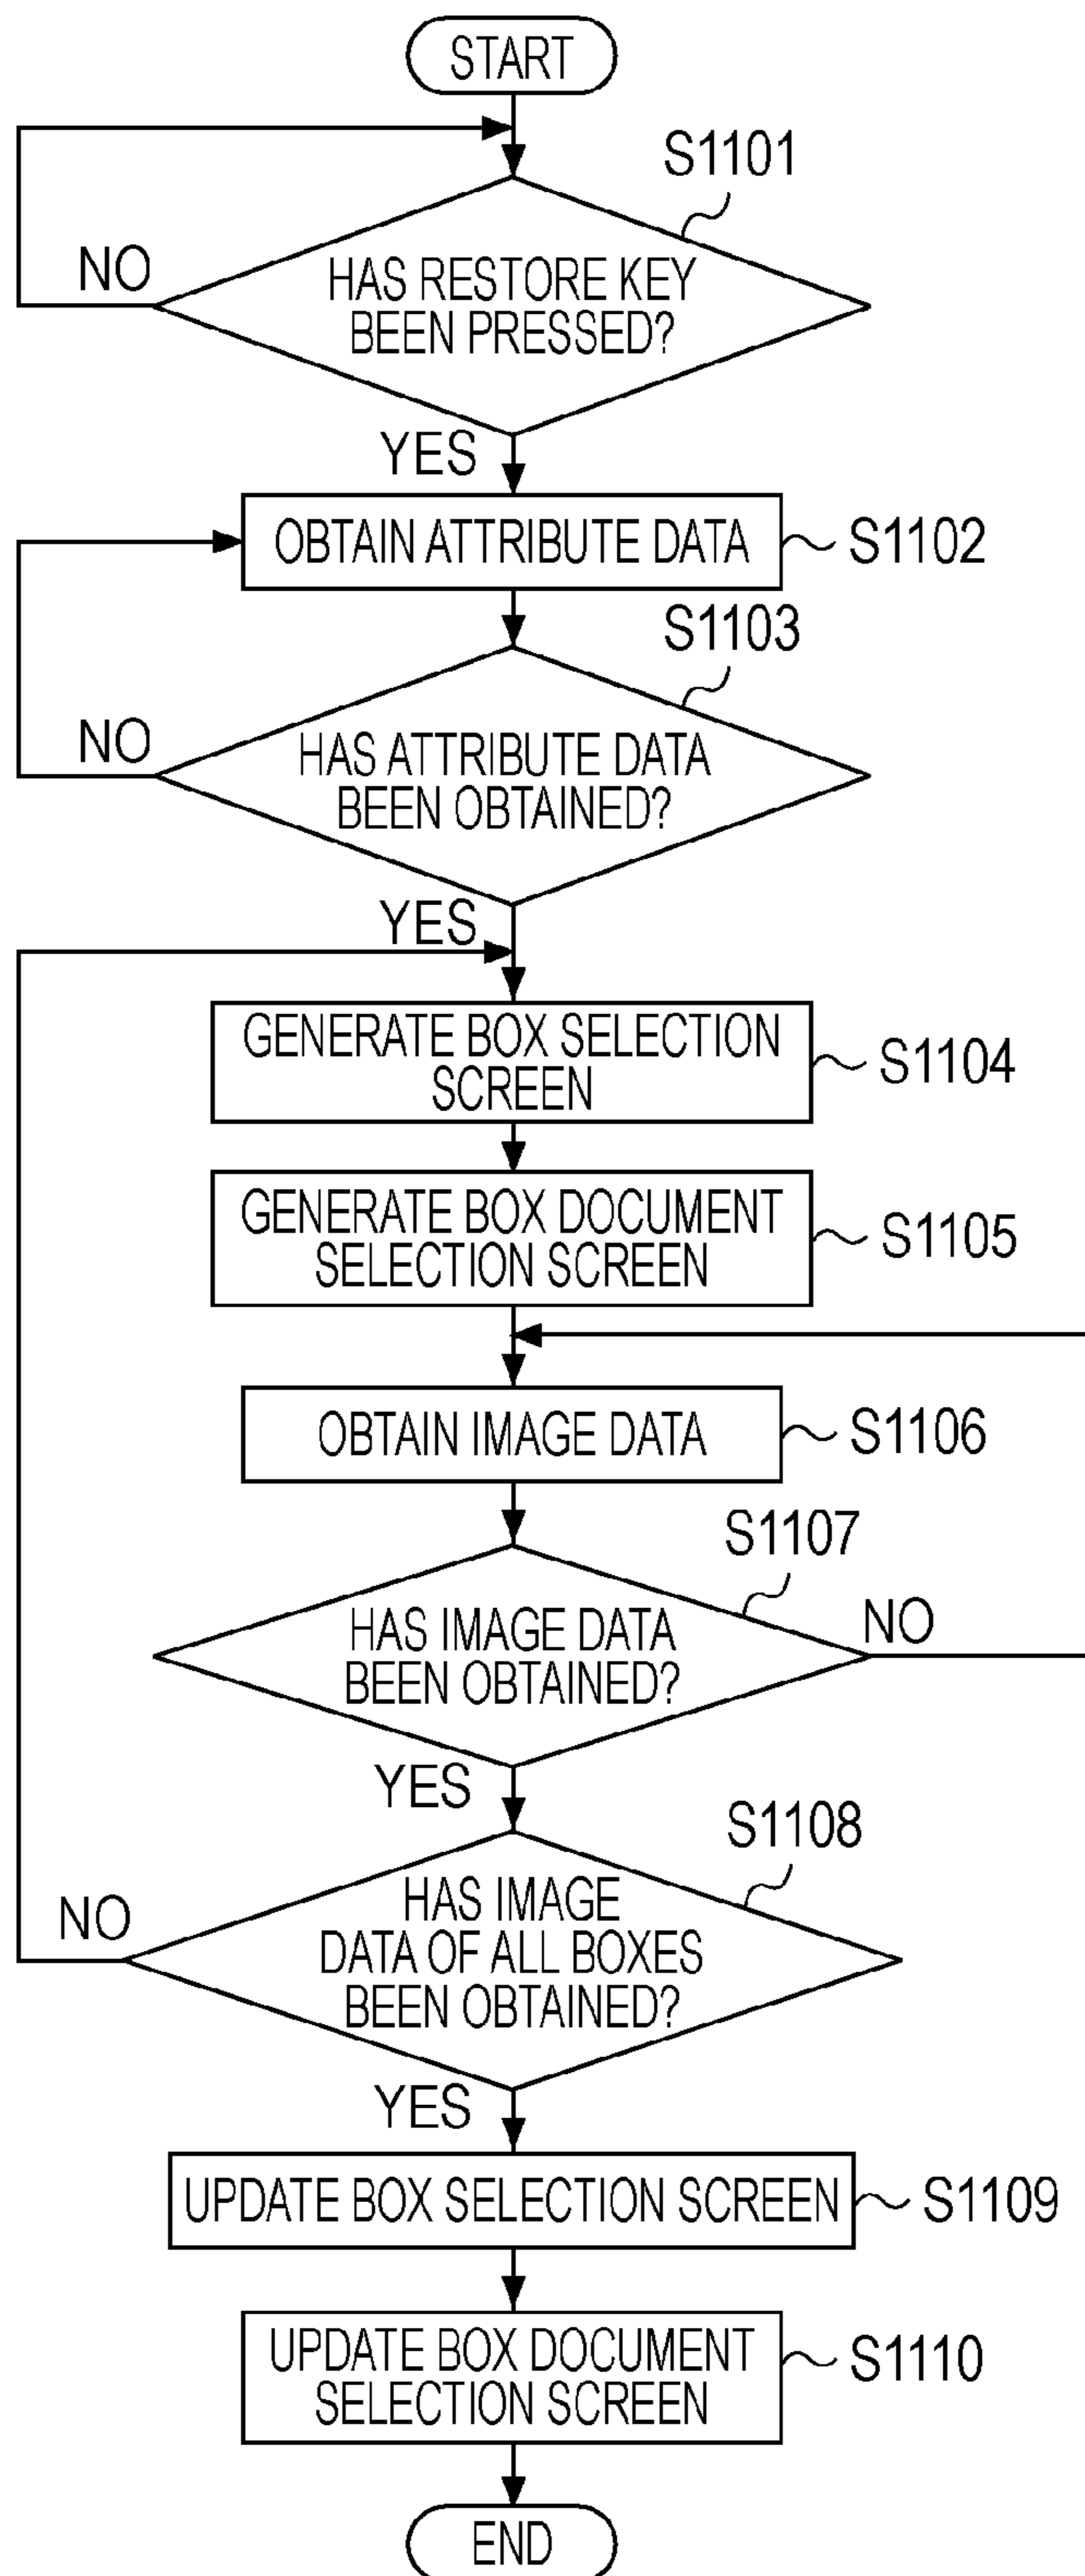 START
S1101
HAS RESTORE KEY
BEEN PRESSED?
NO
YES
OBTAIN ATTRIBUTE DATA
S1102
S1103
HAS ATTRIBUTE DATA
BEEN OBTAINED?
NO
YES
GENERATE BOX SELECTION
SCREEN
S1104
GENERATE BOX DOCUMENT
SELECTION SCREEN
S1105
OBTAIN IMAGE DATA
S1106
S1107
HAS IMAGE DATA
BEEN OBTAINED?
NO
YES
S1108
HAS IMAGE
DATA OF ALL BOXES
BEEN OBTAINED?
NO
YES
UPDATE BOX SELECTION SCREEN
S1109
UPDATE BOX DOCUMENT
SELECTION SCREEN
S1110
END